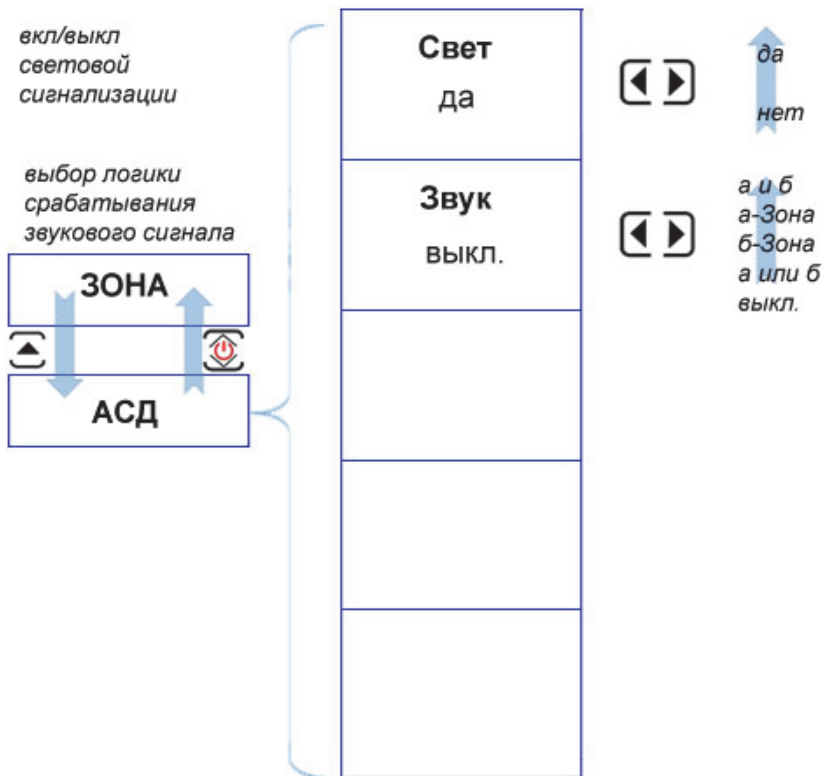 вкл/выкл
световой
сигнализации
Свет
да
да
нет
выбор логики
срабатывания
звукового сигнала
Звук
выкл.
а и б
а-Зона
б-Зона
а или б
выкл.
ЗОНА
АСД